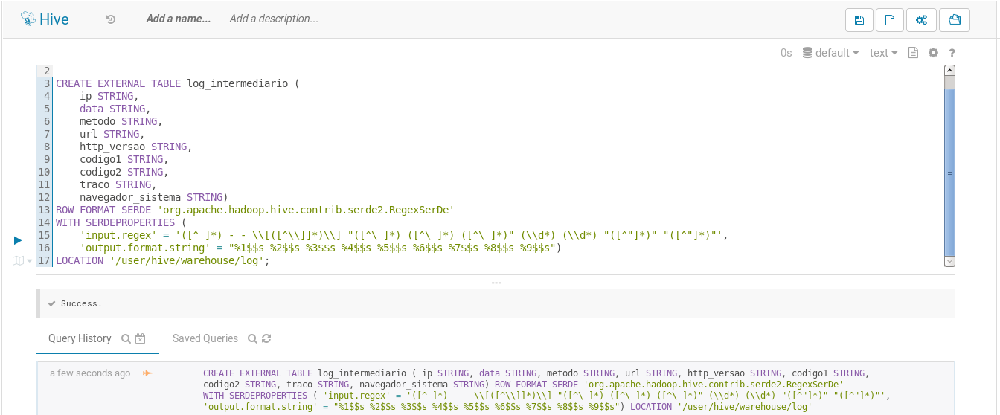 Hive
Add a name...
Add a description...
0s default text ?
2
3 CREATE EXTERNAL TABLE log_intermediario (
4 ip STRING,
5 data STRING,
6 metodo STRING,
7 url STRING,
8 http_versao STRING,
9 codigo1 STRING,
10 codigo2 STRING,
11 traco STRING,
12 navegador_sistema STRING)
13 ROW FORMAT SERDE 'org.apache.hadoop.hive.contrib.serde2.RegexSerDe'
14 WITH SERDEPROPERTIES (
15 'input.regex' = '([^ ]*) - - \\[([^\\]]*)\\] "([^\ ]*) ([^\ ]*) ([^\ ]*)" (\\d*) (\\d*) "([^"]*)" "([^"]*)"',
16 'output.format.string' = "%1$$s %2$$s %3$$s %4$$s %5$$s %6$$s %7$$s %8$$s %9$$s")
17 LOCATION '/user/hive/warehouse/log';
Success.
Query History
Saved Queries
a few seconds ago
CREATE EXTERNAL TABLE log_intermediario ( ip STRING, data STRING, metodo STRING, url STRING, http_versao STRING, codigo1 STRING,
codigo2 STRING, traco STRING, navegador_sistema STRING) ROW FORMAT SERDE 'org.apache.hadoop.hive.contrib.serde2.RegexSerDe'
WITH SERDEPROPERTIES ( 'input.regex' = '([^ ]*) - - \\[([^\\]]*)\\] "([^\ ]*) ([^\ ]*) ([^\ ]*)" (\\d*) (\\d*) "([^"]*)" "([^"]*)"',
'output.format.string' = "%1$$s %2$$s %3$$s %4$$s %5$$s %6$$s %7$$s %8$$s %9$$s") LOCATION '/user/hive/warehouse/log'